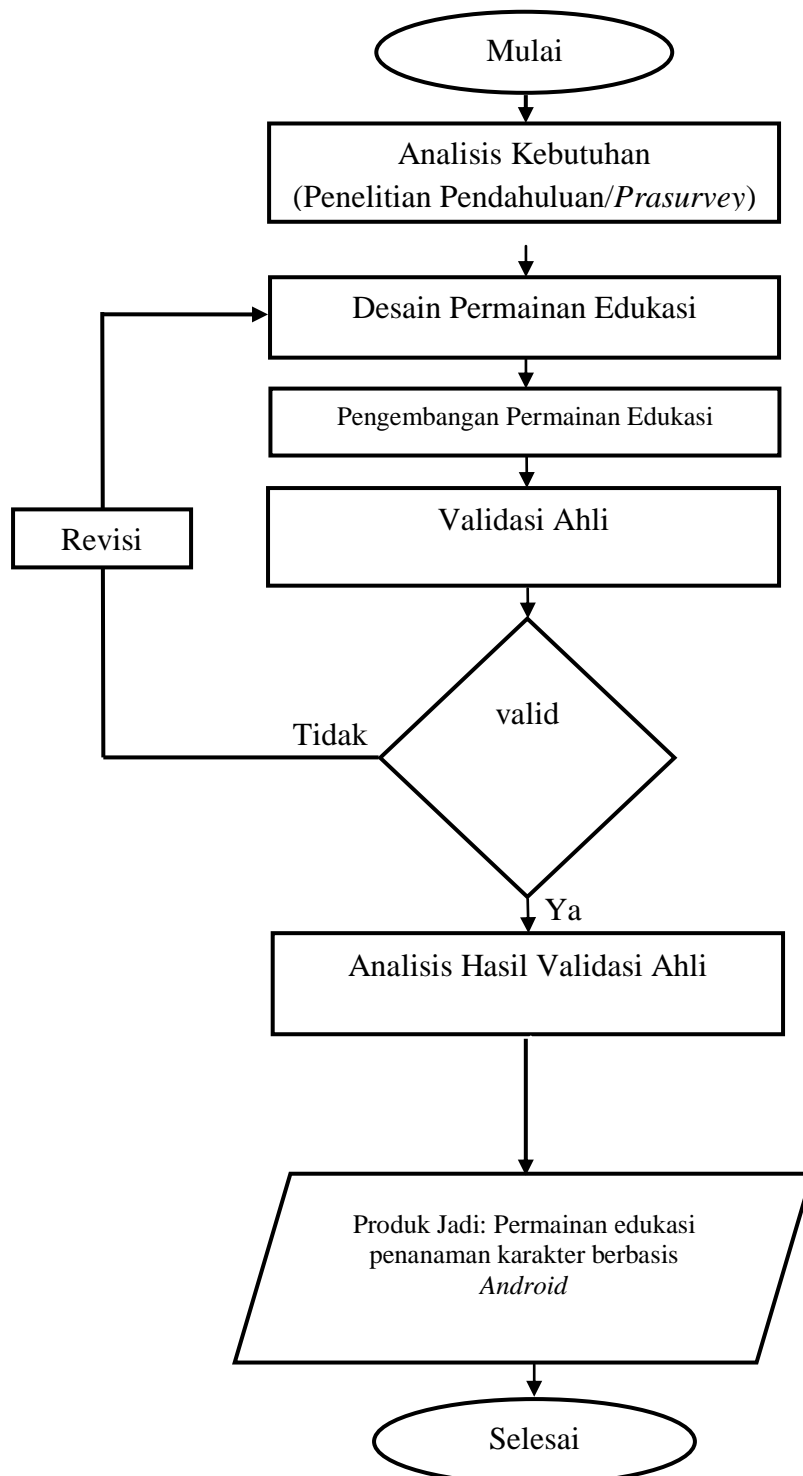 Mulai
Analisis Kebutuhan
(Penelitian Pendahuluan/Prasurvey)
Desain Permainan Edukasi
Pengembangan Permainan Edukasi
Validasi Ahli
Revisi
valid
Tidak
Ya
Analisis Hasil Validasi Ahli
Produk Jadi: Permainan edukasi
penanaman karakter berbasis
Android
Selesai